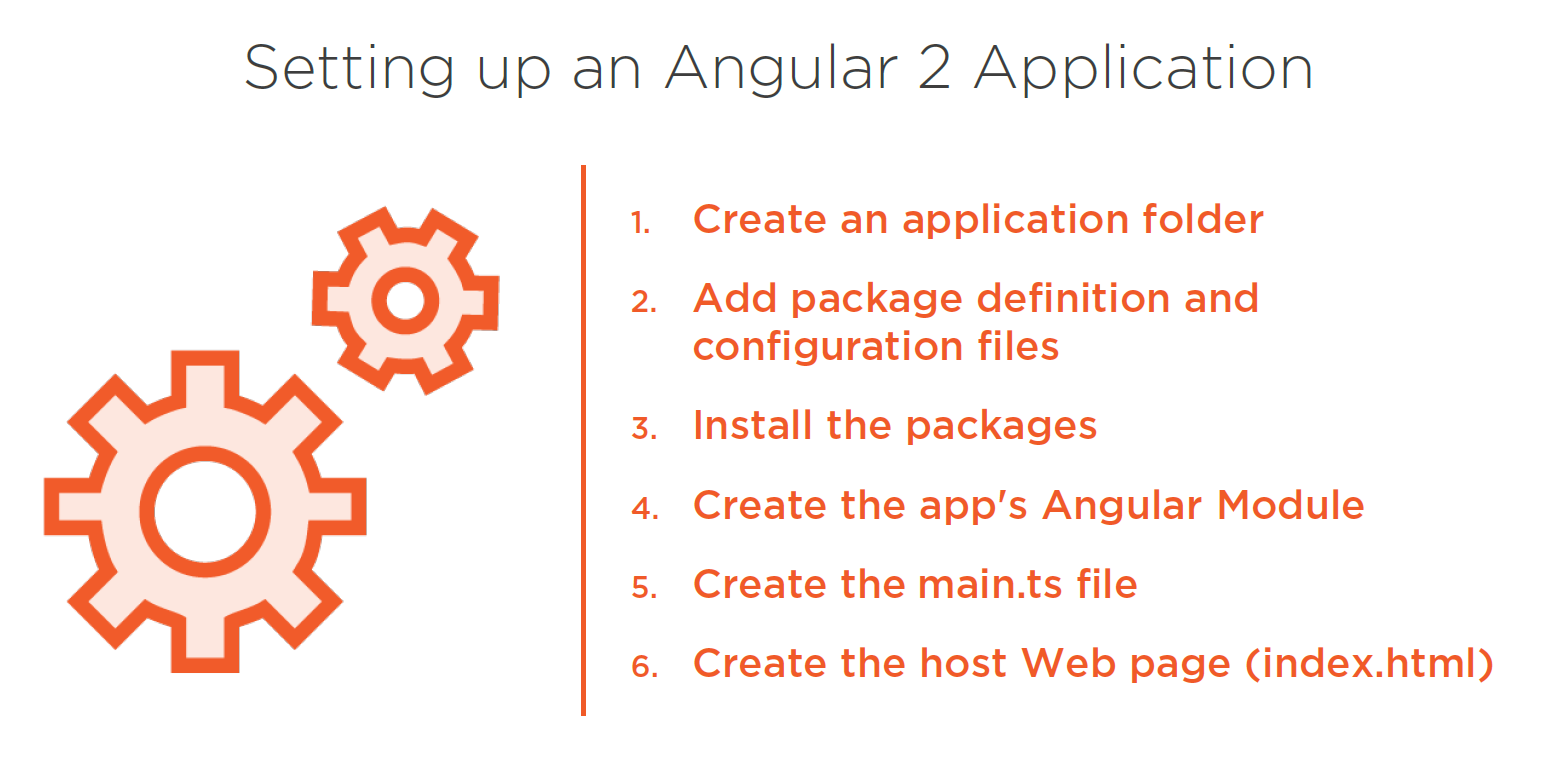 Setting up an Angular 2 Application
1. Create an application folder
2. Add package definition and
configuration files
3. Install the packages
4. Create the app's Angular Module
5. Create the main.ts file
6. Create the host Web page (index.html)